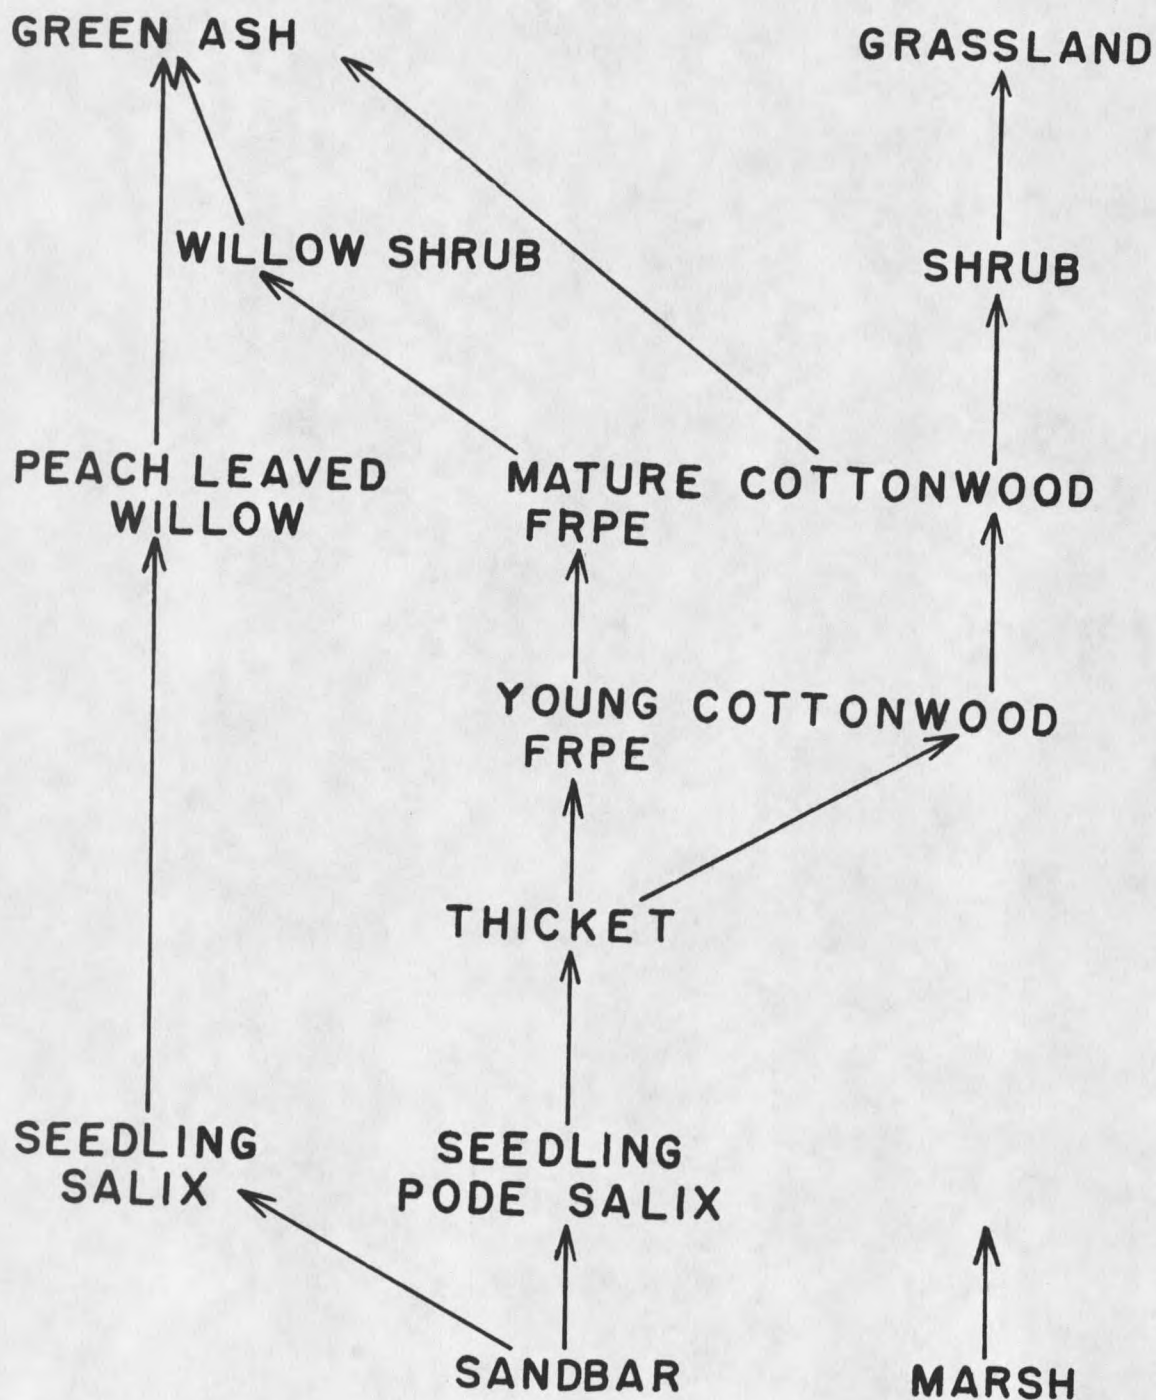 GREEN ASH
GRASSLAND
WILLOW SHRUB
SHRUB
PEACH LEAVED
WILLOW
MATURE COTTONWOOD
FRPE
YOUNG COTTONWOOD
FRPE
THICKET
SEEDLING
SALIX
SEEDLING
PODE SALIX
SANDBAR
MARSH